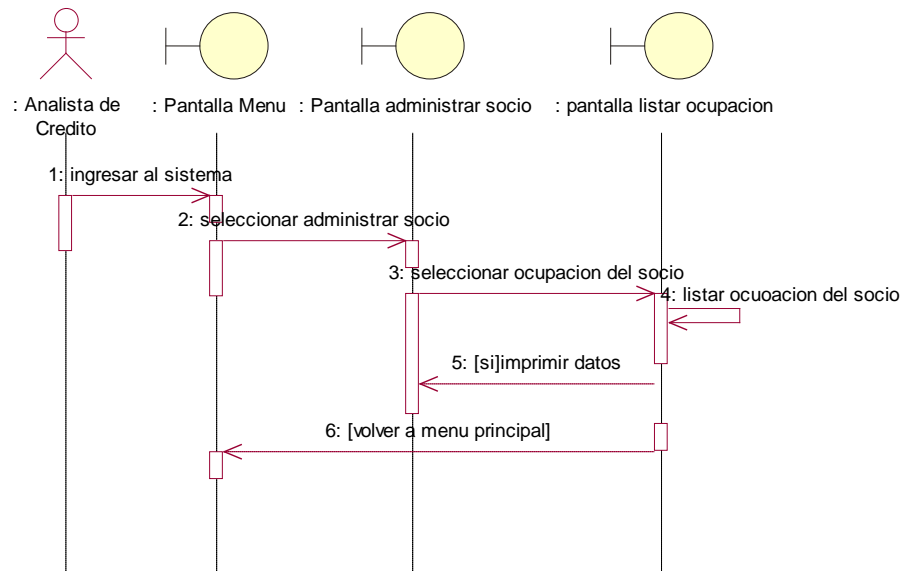 : Analista de
Credito
: Pantalla Menu
: Pantalla administrar socio
: pantalla listar ocupacion
1: ingresar al sistema
2: seleccionar administrar socio
3: seleccionar ocupacion del socio
4: listar ocuoacion del socio
5: [si]imprimir datos
6: [volver a menu principal]